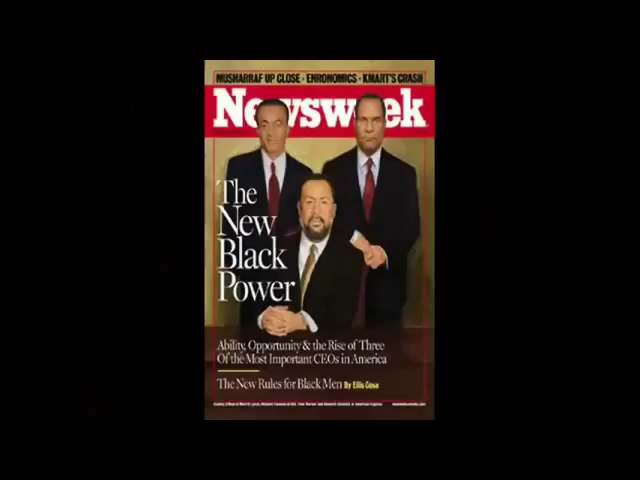 MUSHARRAF UP CLOSE · ENRONOMICS · KMART'S CRASH
Newsweek
The
New
Black
Power
Ability, Opportunity & the Rise of Three
Of the Most Important CEOs in America
The New Rules for Black Men By Ellis Cose